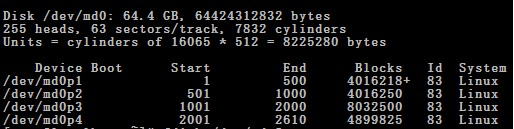 Disk /dev/md0: 64.4 GB, 64424312832 bytes
255 heads, 63 sectors/track, 7832 cylinders
Units = cylinders of 16065 * 512 = 8225280 bytes
Device Boot Start End Blocks Id System
/dev/md0p1 1 500 4016218+ 83 Linux
/dev/md0p2 501 1000 4016250 83 Linux
/dev/md0p3 1001 2000 8032500 83 Linux
/dev/md0p4 2001 2610 4899825 83 Linux